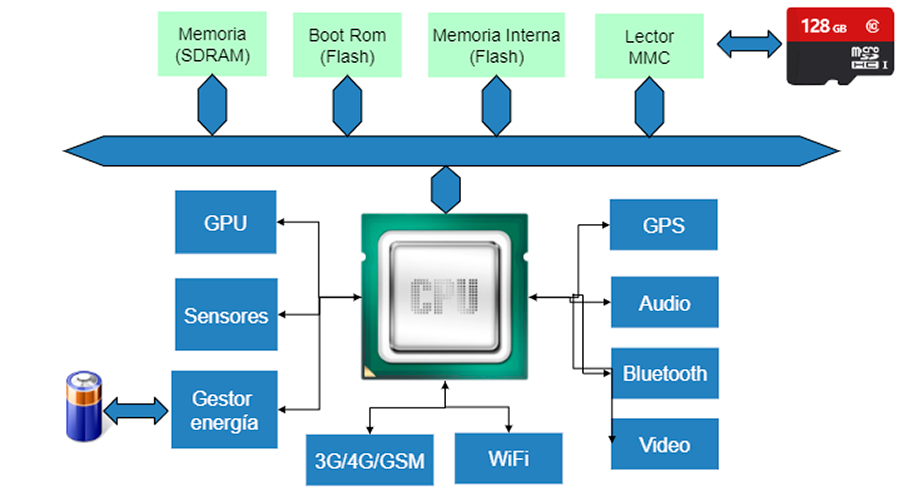 Memoria
(SDRAM)
Boot Rom
(Flash)
Memoria Interna
(Flash)
Lector
MMC
128 GB
10
micro
SD
HC I
GPU
GPS
CPU
Sensores
Audio
Gestor
energía
Bluetooth
3G/4G/GSM
WiFi
Video